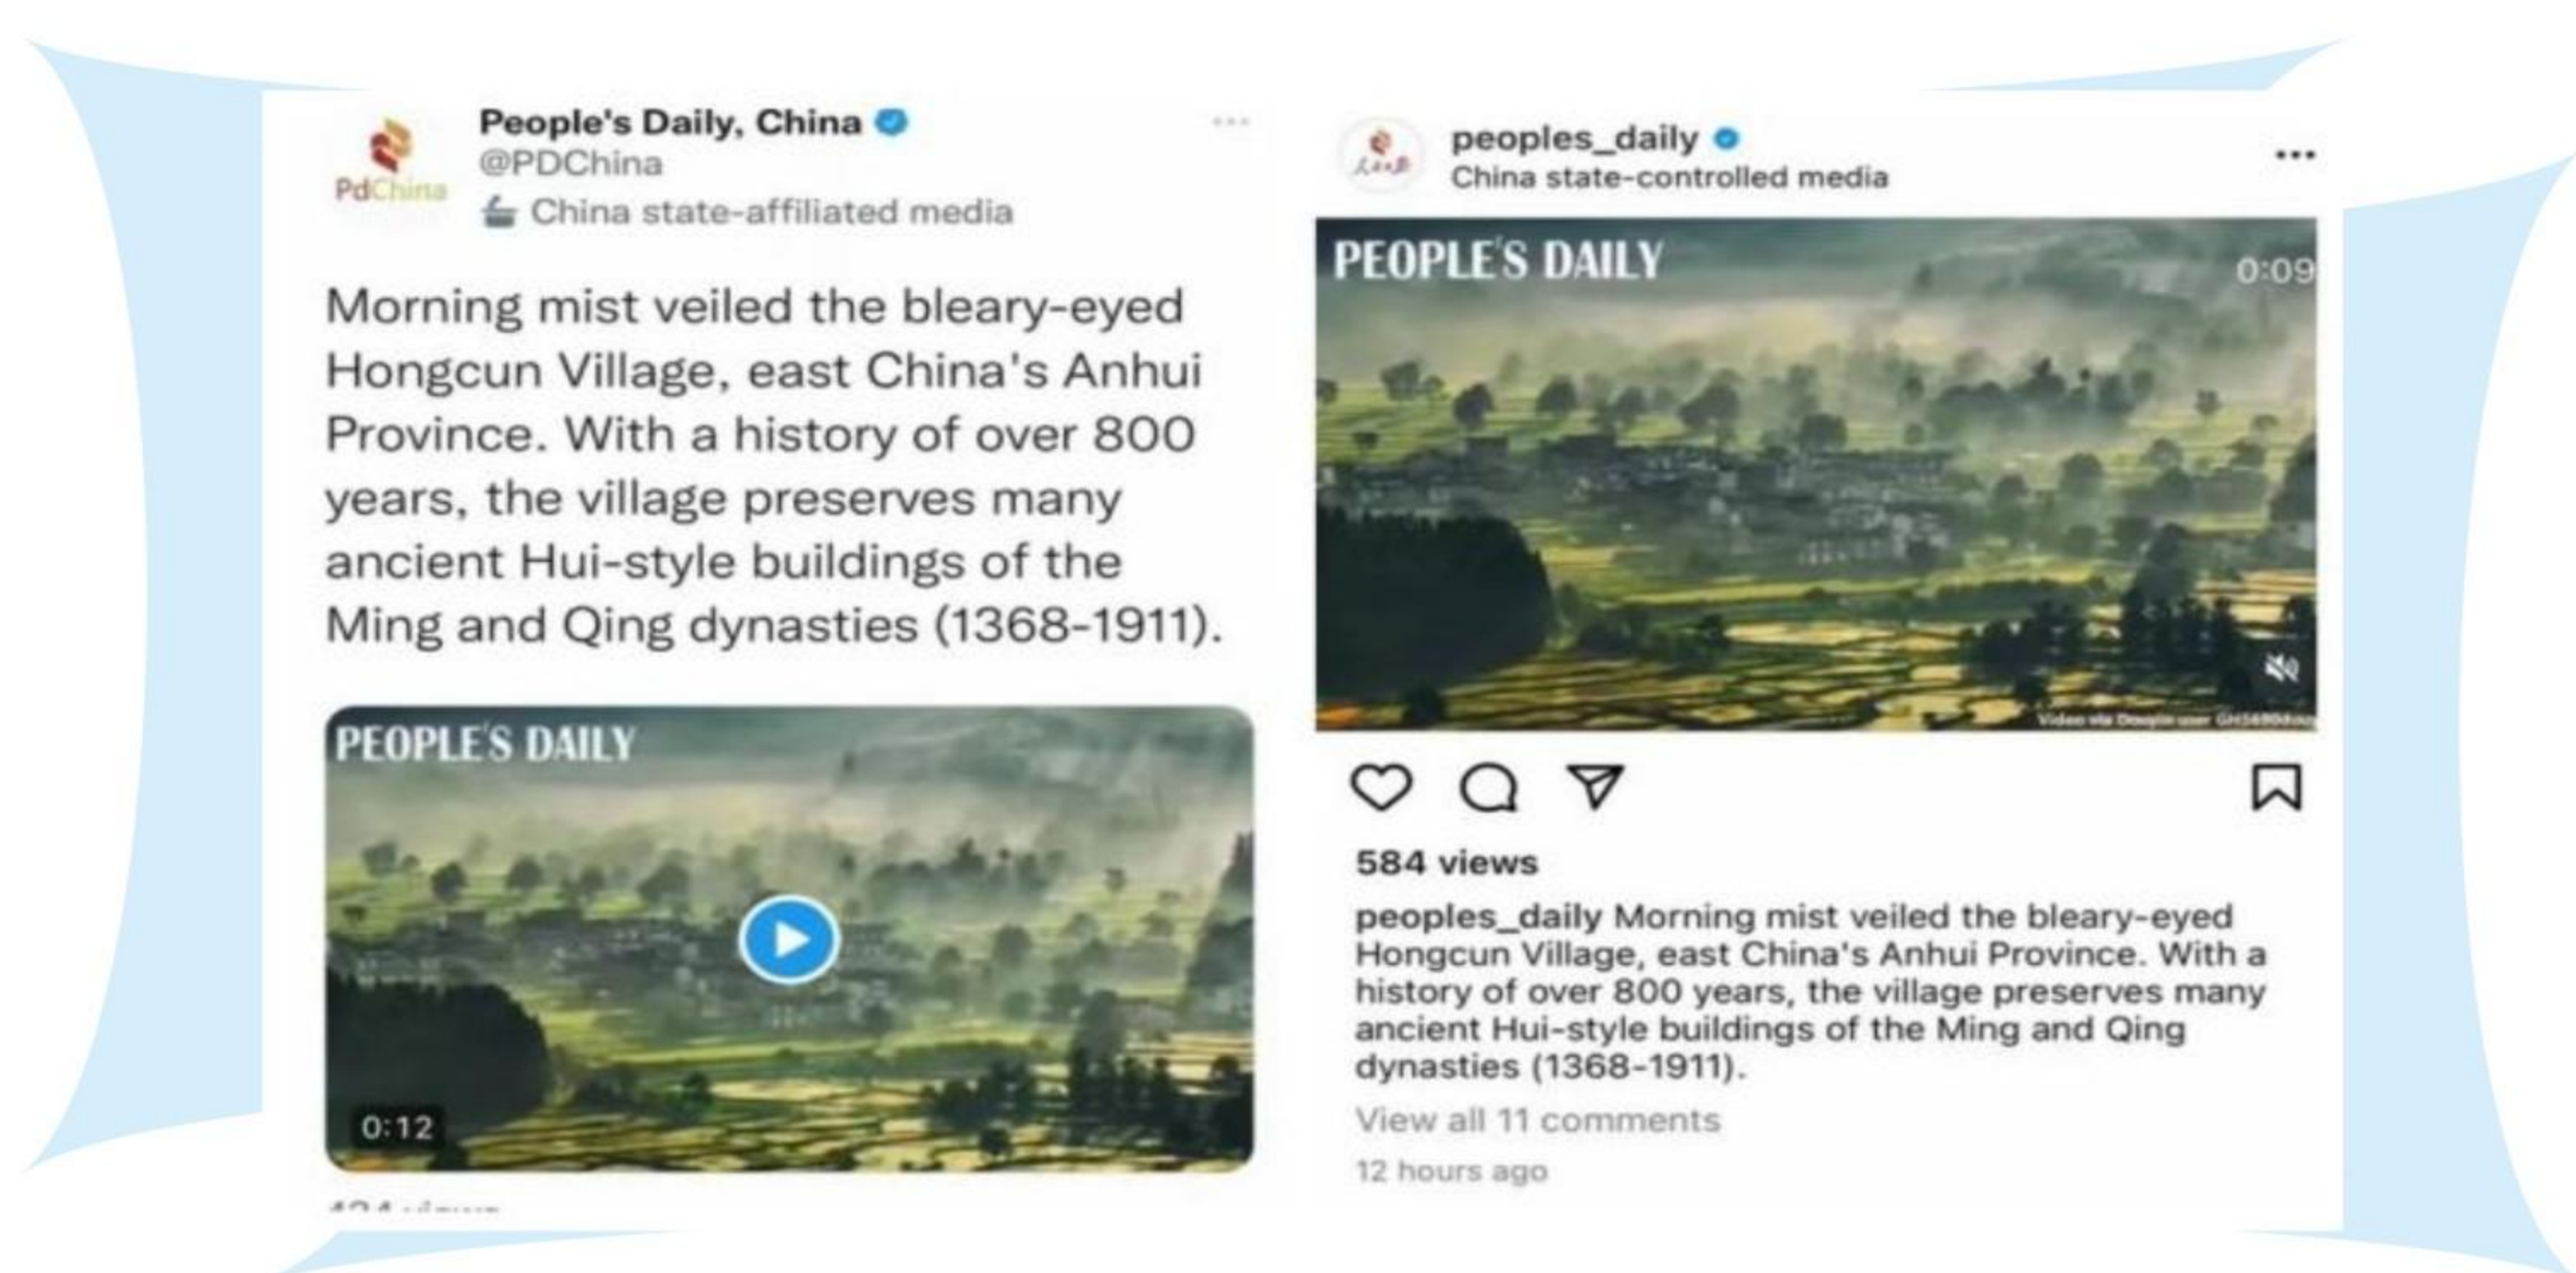 People's Daily, China
@PDChina
PdChina
China state-affiliated media
Morning mist veiled the bleary-eyed
Hongcun Village, east China's Anhui
Province. With a history of over 800
years, the village preserves many
ancient Hui-style buildings of the
Ming and Qing dynasties (1368-1911).
PEOPLE'S DAILY
0:12
peoples_daily
China state-controlled media
PEOPLE'S DAILY
0:09
Video via Douyin user
584 views
peoples_daily Morning mist veiled the bleary-eyed
Hongcun Village, east China's Anhui Province. With a
history of over 800 years, the village preserves many
ancient Hui-style buildings of the Ming and Qing
dynasties (1368-1911).
View all 11 comments
12 hours ago